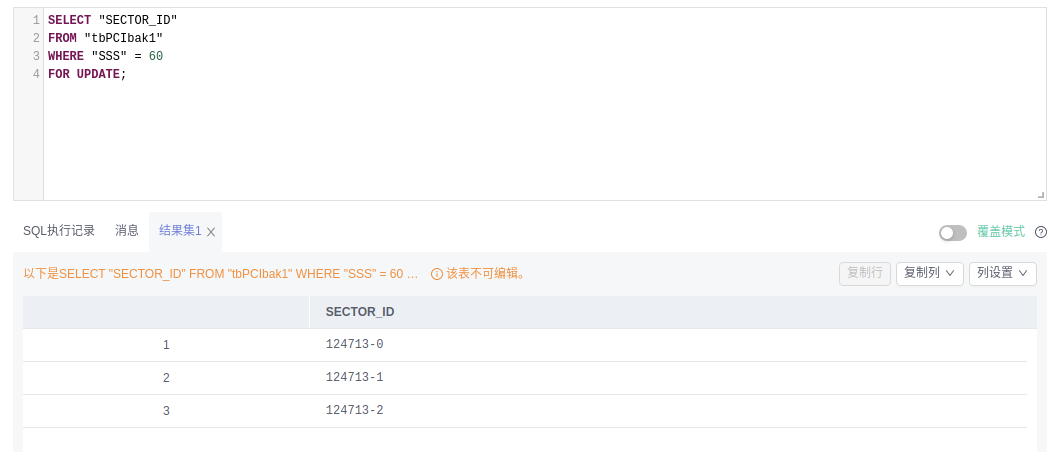 1 SELECT "SECTOR_ID"
2 FROM "tbPCIbak1"
3 WHERE "SSS" = 60
4 FOR UPDATE;
SQL执行记录 消息 结果集1 覆盖模式
以下是SELECT "SECTOR_ID" FROM "tbPCIbak1" WHERE "SSS" = 60 ... 该表不可编辑。 复制行 复制列 列设置
SECTOR_ID
1 124713-0
2 124713-1
3 124713-2